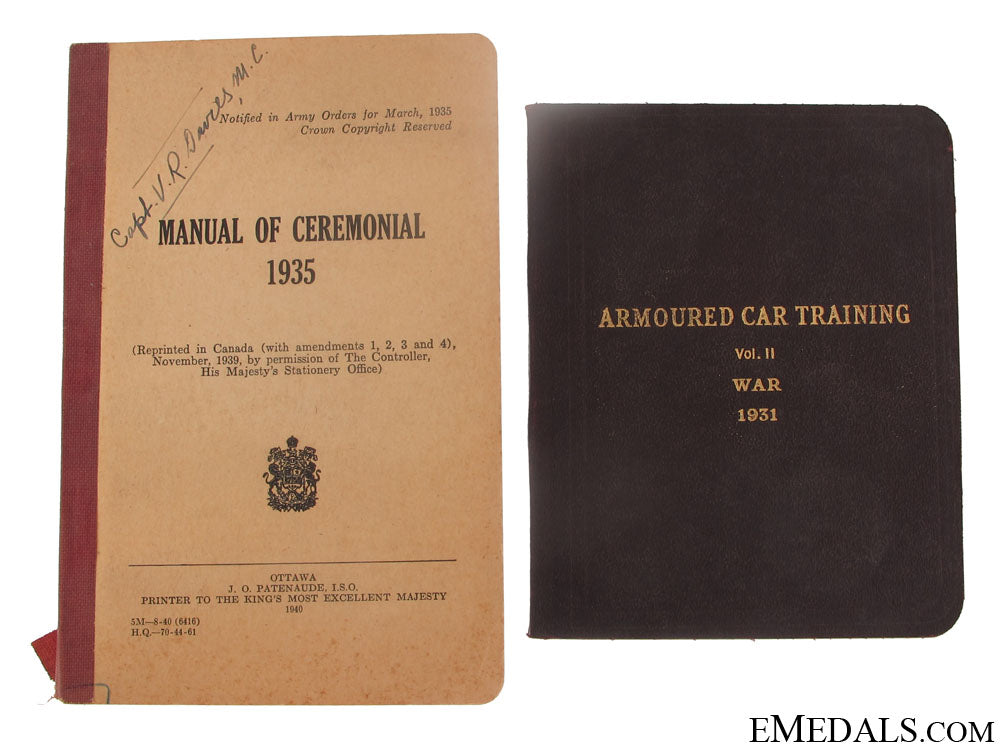 Capt. V. R. Davies, M.C.
Notified in Army Orders for March, 1935
Crown Copyright Reserved
MANUAL OF CEREMONIAL
1935
(Reprinted in Canada (with amendments 1, 2, 3 and 4),
November, 1939, by permission of The Controller,
His Majesty's Stationery Office)
OTTAWA
J. O. PATENAUDE, I.S.O.
PRINTER TO THE KING'S MOST EXCELLENT MAJESTY
1940
5M—8-40 (6416)
H.Q.—70-44-61
ARMOURED CAR TRAINING
Vol. II
WAR
1931
EMEDALS.COM